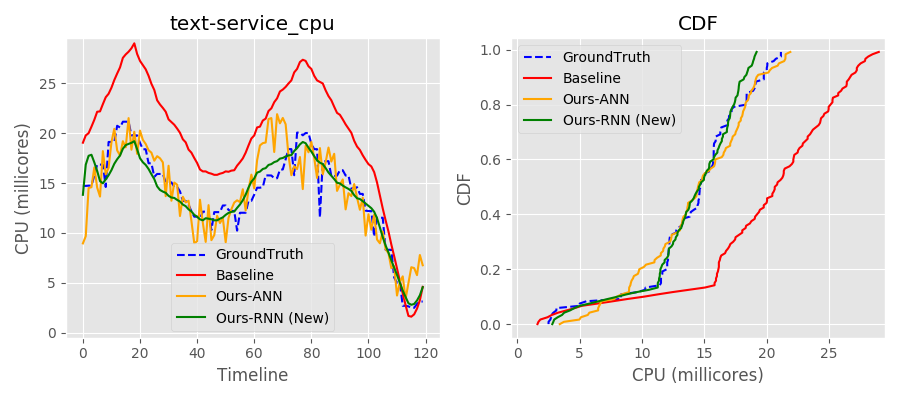 text-service_cpu
CPU (millicores)
25
20
15
10
5
0
GroundTruth
Baseline
Ours-ANN
Ours-RNN (New)
0 20 40 60 80 100 120
Timeline
CDF
CDF
1.0
0.8
0.6
0.4
0.2
0.0
GroundTruth
Baseline
Ours-ANN
Ours-RNN (New)
0 5 10 15 20 25
CPU (millicores)